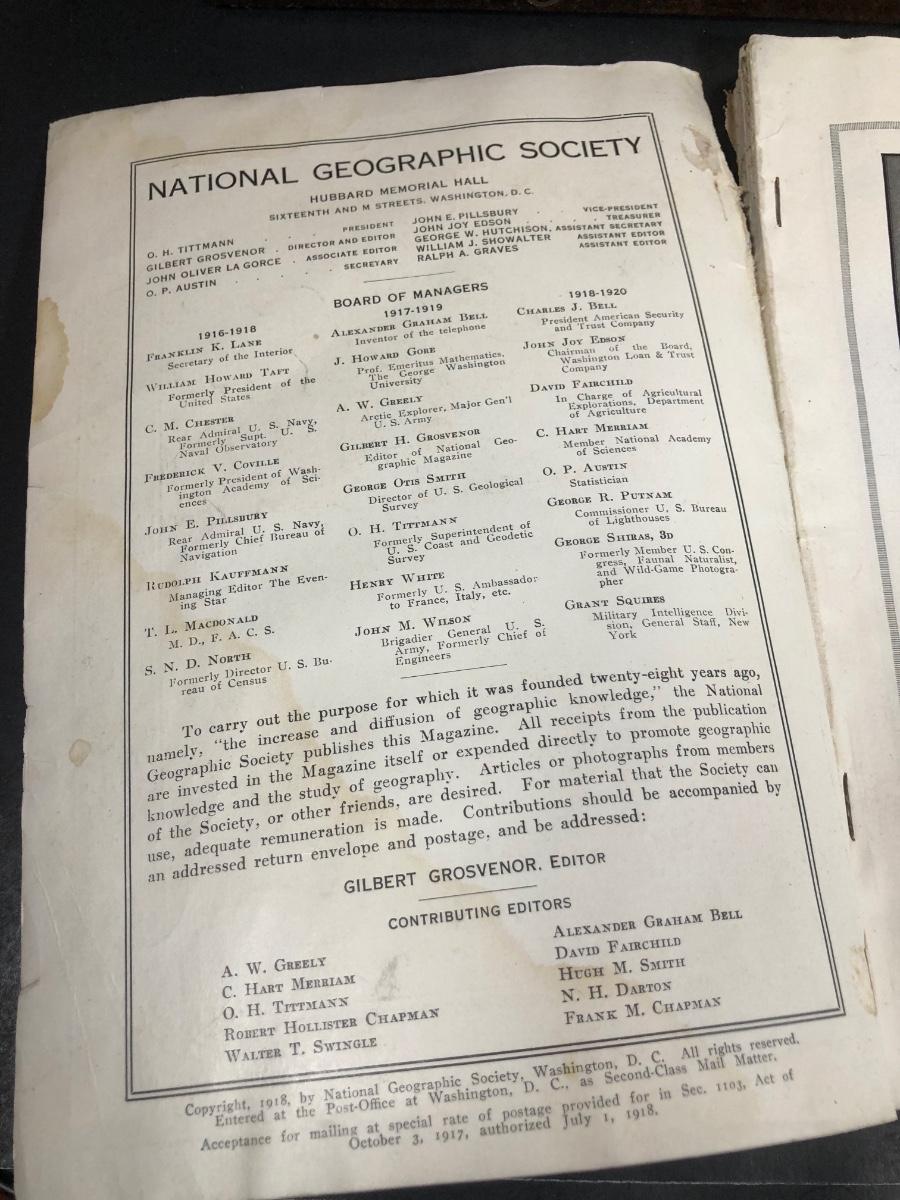 NATIONAL GEOGRAPHIC SOCIETY
HUBBARD MEMORIAL HALL
SIXTEENTH AND M STREETS, WASHINGTON, D. C.
O. H. TITTMANN . . . PRESIDENT
GILBERT GROSVENOR . DIRECTOR AND EDITOR
JOHN OLIVER LA GORCE . ASSOCIATE EDITOR
O. P. AUSTIN . . . . . SECRETARY
JOHN E. PILLSBURY . . . VICE-PRESIDENT
JOHN JOY EDSON . . . . TREASURER
GEORGE W. HUTCHISON, ASSISTANT SECRETARY
WILLIAM J. SHOWALTER . ASSISTANT EDITOR
RALPH A. GRAVES . . . ASSISTANT EDITOR
BOARD OF MANAGERS
1916-1918
FRANKLIN K. LANE
Secretary of the Interior
WILLIAM HOWARD TAFT
Formerly President of the
United States
C. M. CHESTER
Rear Admiral U. S. Navy,
Formerly Supt. U. S.
Naval Observatory
FREDERICK V. COVILLE
Formerly President of Wash-
ington Academy of Sci-
ences
JOHN E. PILLSBURY
Rear Admiral U. S. Navy,
Formerly Chief Bureau of
Navigation
RUDOLPH KAUFFMANN
Managing Editor The Even-
ing Star
T. L. MACDONALD
M. D., F. A. C. S.
S. N. D. NORTH
Formerly Director U. S. Bu-
reau of Census
1917-1919
ALEXANDER GRAHAM BELL
Inventor of the telephone
J. HOWARD GORE
Prof. Emeritus Mathematics,
The George Washington
University
A. W. GREELY
Arctic Explorer, Major Gen'l
U. S. Army
GILBERT H. GROSVENOR
Editor of National Geo-
graphic Magazine
GEORGE OTIS SMITH
Director of U. S. Geological
Survey
O. H. TITTMANN
Formerly Superintendent of
U. S. Coast and Geodetic
Survey
HENRY WHITE
Formerly U. S. Ambassador
to France, Italy, etc.
JOHN M. WILSON
Brigadier General U. S.
Army, Formerly Chief of
Engineers
1918-1920
CHARLES J. BELL
President American Security
and Trust Company
JOHN JOY EDSON
Chairman of the Board,
Washington Loan & Trust
Company
DAVID FAIRCHILD
In Charge of Agricultural
Explorations, Department
of Agriculture
C. HART MERRIAM
Member National Academy
of Sciences
O. P. AUSTIN
Statistician
GEORGE R. PUTNAM
Commissioner U. S. Bureau
of Lighthouses
GEORGE SHIRAS, 3D
Formerly Member U. S. Con-
gress, Faunal Naturalist,
and Wild-Game Photogra-
pher
GRANT SQUIRES
Military Intelligence Divi-
sion, General Staff, New
York
To carry out the purpose for which it was founded twenty-eight years ago,
namely, "the increase and diffusion of geographic knowledge," the National
Geographic Society publishes this Magazine. All receipts from the publication
are invested in the Magazine itself or expended directly to promote geographic
knowledge and the study of geography. Articles or photographs from members
of the Society, or other friends, are desired. For material that the Society can
use, adequate remuneration is made. Contributions should be accompanied by
an addressed return envelope and postage, and be addressed:
GILBERT GROSVENOR, EDITOR
CONTRIBUTING EDITORS
A. W. GREELY
C. HART MERRIAM
O. H. TITTMANN
ROBERT HOLLISTER CHAPMAN
WALTER T. SWINGLE
ALEXANDER GRAHAM BELL
DAVID FAIRCHILD
HUGH M. SMITH
N. H. DARTON
FRANK M. CHAPMAN
Copyright, 1918, by National Geographic Society, Washington, D. C. All rights reserved.
Entered at the Post-Office at Washington, D. C., as Second-Class Mail Matter.
Acceptance for mailing at special rate of postage provided for in Sec. 1103, Act of
October 3, 1917, authorized July 1, 1918.